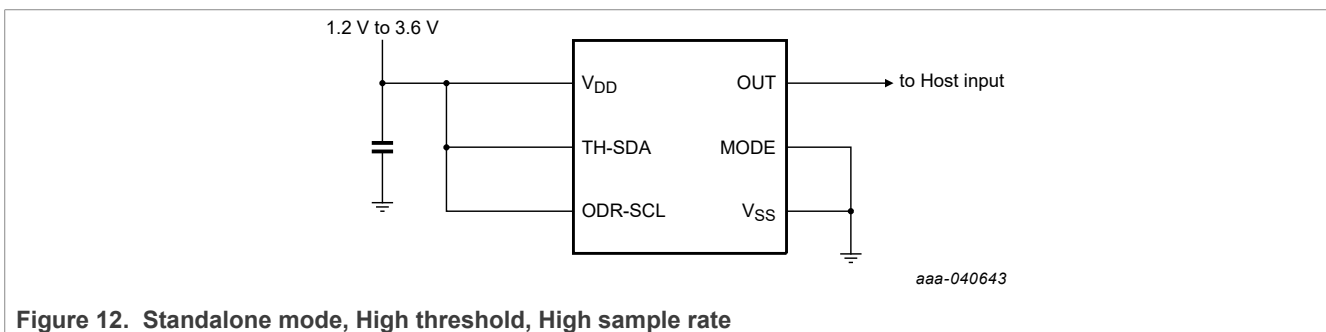 1.2 V to 3.6 V
VDD
OUT
to Host input
TH-SDA
MODE
ODR-SCL
VSS
aaa-040643
Figure 12. Standalone mode, High threshold, High sample rate